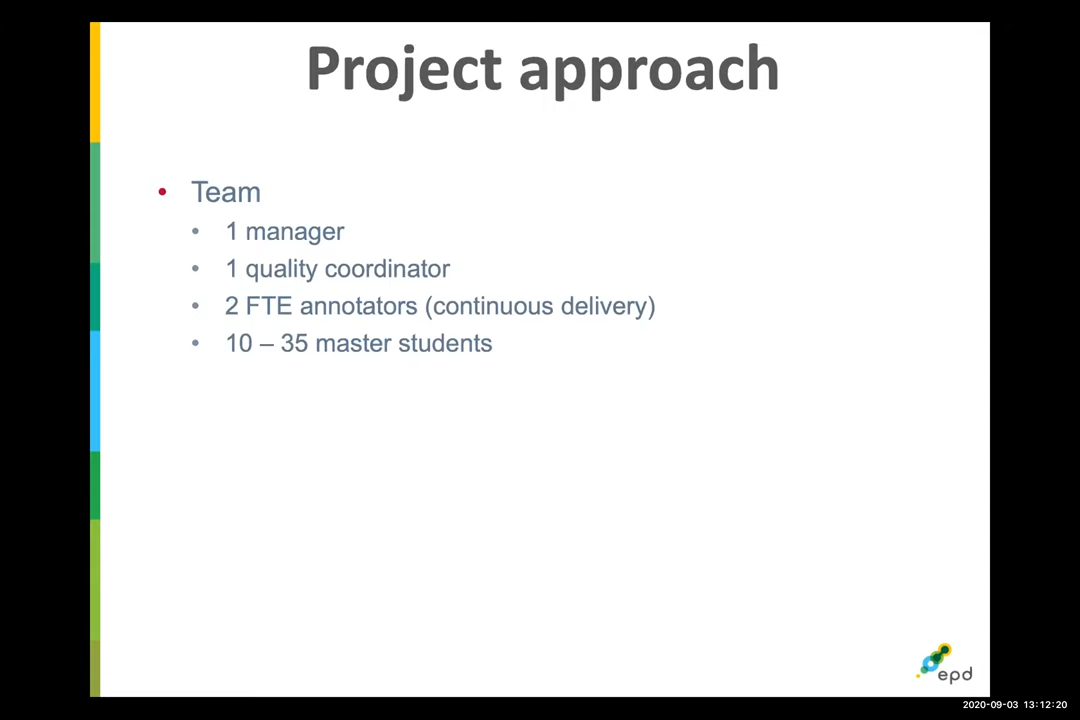 Project approach
• Team
• 1 manager
• 1 quality coordinator
• 2 FTE annotators (continuous delivery)
• 10 – 35 master students
epd
2020-09-03 13:12:20